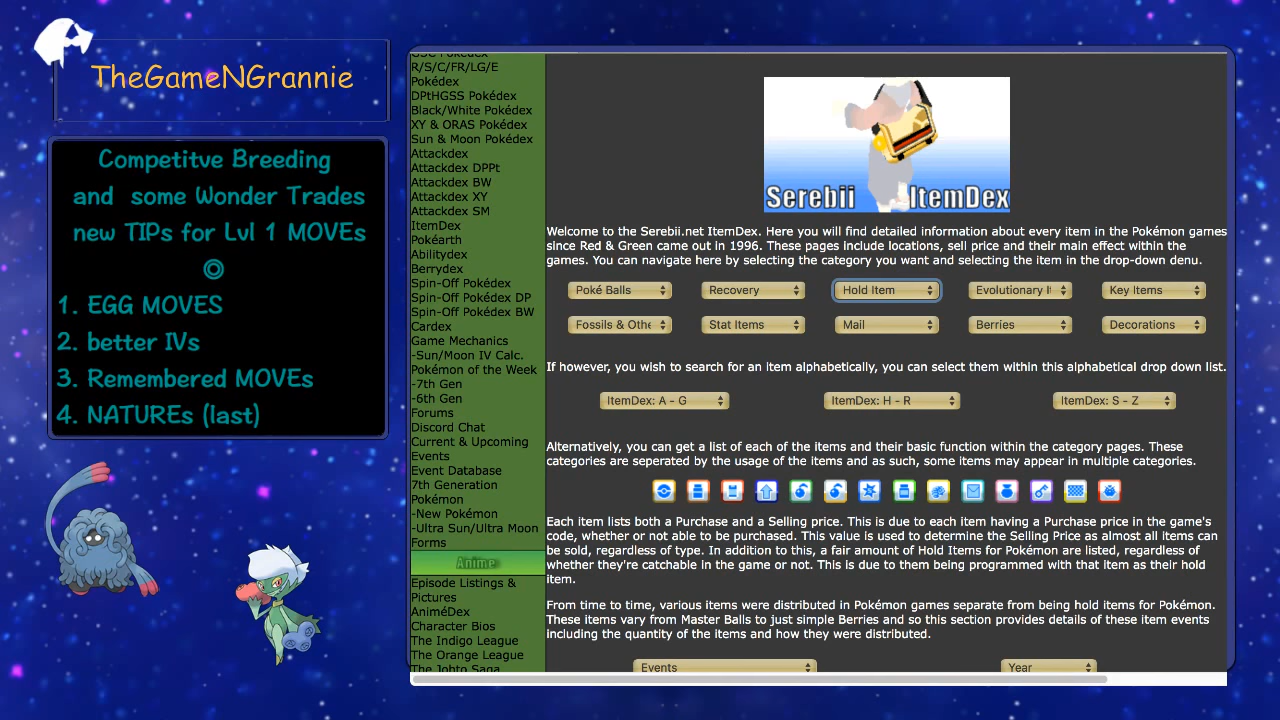 TheGameNGrannie
Competitve Breeding
and some Wonder Trades
new TIPs for Lvl 1 MOVEs
◎
1. EGG MOVES
2. better IVs
3. Remembered MOVEs
4. NATUREs (last)
GSC Pokédex
R/S/C/FR/LG/E
Pokédex
DPtHGSS Pokédex
Black/White Pokédex
XY & ORAS Pokédex
Sun & Moon Pokédex
Attackdex
Attackdex DPPt
Attackdex BW
Attackdex XY
Attackdex SM
ItemDex
Pokéarth
Abilitydex
Berrydex
Spin-Off Pokédex
Spin-Off Pokédex DP
Spin-Off Pokédex BW
Cardex
Game Mechanics
-Sun/Moon IV Calc.
Pokémon of the Week
-7th Gen
-6th Gen
Forums
Discord Chat
Current & Upcoming
Events
Event Database
7th Generation
Pokémon
-New Pokémon
-Ultra Sun/Ultra Moon
Forms
Anime
Episode Listings &
Pictures
AniméDex
Character Bios
The Indigo League
The Orange League
The Johto Saga
Serebii ItemDex
Welcome to the Serebii.net ItemDex. Here you will find detailed information about every item in the Pokémon games
since Red & Green came out in 1996. These pages include locations, sell price and their main effect within the
games. You can navigate here by selecting the category you want and selecting the item in the drop-down denu.
Poké Balls Recovery Hold Item Evolutionary It Key Items
Fossils & Othe Stat Items Mail Berries Decorations
If however, you wish to search for an item alphabetically, you can select them within this alphabetical drop down list.
ItemDex: A - G ItemDex: H - R ItemDex: S - Z
Alternatively, you can get a list of each of the items and their basic function within the category pages. These
categories are seperated by the usage of the items and as such, some items may appear in multiple categories.
Each item lists both a Purchase and a Selling price. This is due to each item having a Purchase price in the game's
code, whether or not able to be purchased. This value is used to determine the Selling Price as almost all items can
be sold, regardless of type. In addition to this, a fair amount of Hold Items for Pokémon are listed, regardless of
whether they're catchable in the game or not. This is due to them being programmed with that item as their hold
item.
From time to time, various items were distributed in Pokémon games separate from being hold items for Pokémon.
These items vary from Master Balls to just simple Berries and so this section provides details of these item events
including the quantity of the items and how they were distributed.
Events Year